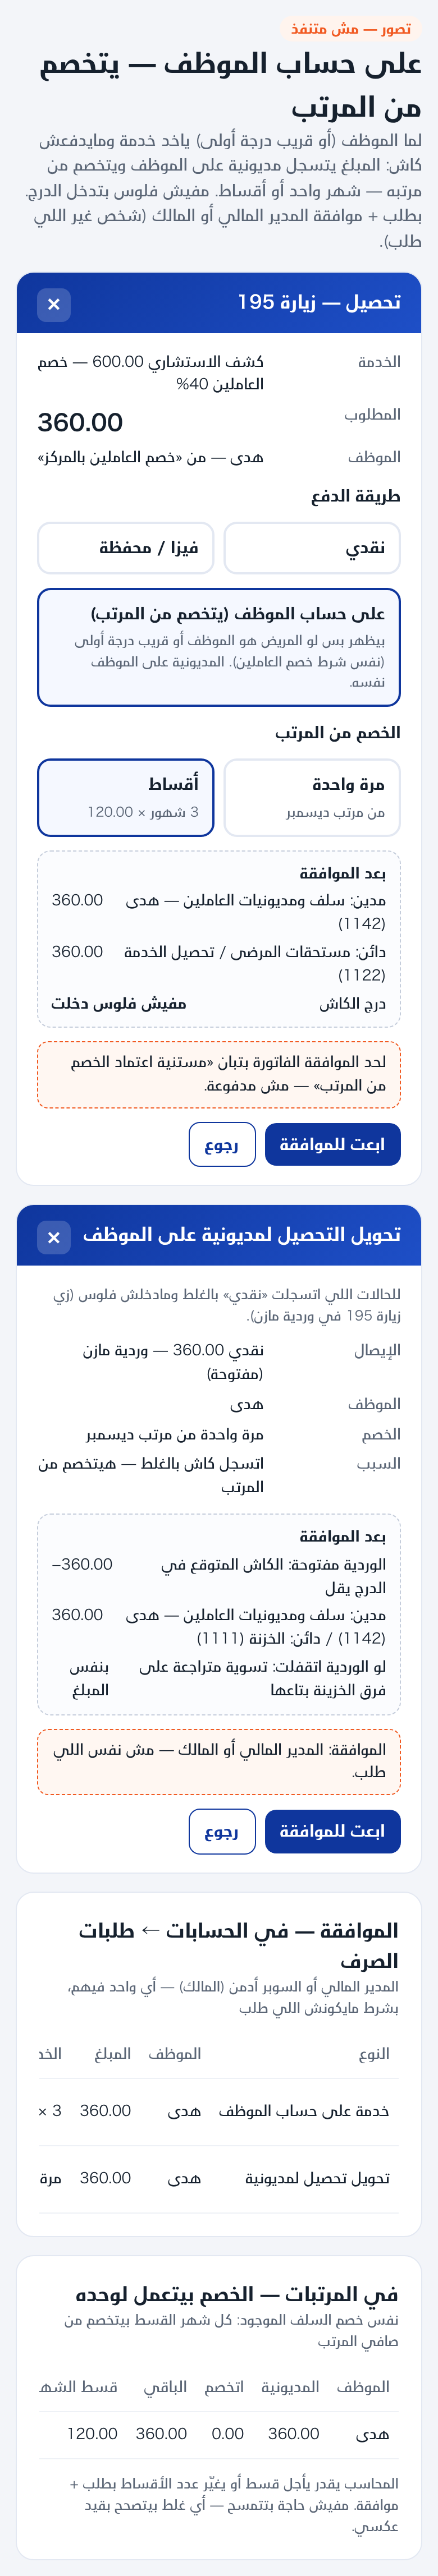 تصور — مش متنفذ
على حساب الموظف — يتخصم
من المرتب
لما الموظف (أو قريب درجة أولى) ياخد خدمة ومايدفعش
كاش: المبلغ يتسجل مديونية على الموظف ويتخصم من
مرتبه — شهر واحد أو أقساط. مفيش فلوس بتدخل الدرج.
بطلب + موافقة المدير المالي أو المالك (شخص غير اللي
طلب).
تحصيل — زيارة 195 ✕
الخدمة كشف الاستشاري 600.00 — خصم
العاملين 40%
المطلوب 360.00
الموظف هدى — من «خصم العاملين بالمركز»
طريقة الدفع
نقدي فيزا / محفظة
على حساب الموظف (يتخصم من المرتب)
بيظهر بس لو المريض هو الموظف أو قريب درجة أولى
(نفس شرط خصم العاملين). المديونية على الموظف
نفسه.
الخصم من المرتب
مرة واحدة أقساط
من مرتب ديسمبر 3 شهور × 120.00
بعد الموافقة
مدين: سلف ومديونيات العاملين — هدى 360.00
(1142)
دائن: مستحقات المرضى / تحصيل الخدمة 360.00
(1122)
درج الكاش مفيش فلوس دخلت
لحد الموافقة الفاتورة بتبان «مستنية اعتماد الخصم
من المرتب» — مش مدفوعة.
ابعت للموافقة رجوع
تحويل التحصيل لمديونية على الموظف ✕
للحالات اللي اتسجلت «نقدي» بالغلط ومادخلش فلوس (زي
زيارة 195 في وردية مازن).
الإيصال نقدي 360.00 — وردية مازن
(مفتوحة)
الموظف هدى
الخصم مرة واحدة من مرتب ديسمبر
السبب اتسجل كاش بالغلط — هيتخصم من
المرتب
بعد الموافقة
الوردية مفتوحة: الكاش المتوقع في −360.00
الدرج يقل
مدين: سلف ومديونيات العاملين — هدى 360.00
(1142) / دائن: الخزنة (1111)
لو الوردية اتقفلت: تسوية متراجعة على بنفس
فرق الخزينة بتاعها المبلغ
الموافقة: المدير المالي أو المالك — مش نفس اللي
طلب.
ابعت للموافقة رجوع
الموافقة — في الحسابات ← طلبات
الصرف
المدير المالي أو السوبر أدمن (المالك) — أي واحد فيهم،
بشرط مايكونش اللي طلب
النوع الموظف المبلغ الخد
خدمة على حساب الموظف هدى 360.00 3 ×
تحويل تحصيل لمديونية هدى 360.00 مرة
في المرتبات — الخصم بيتعمل لوحده
نفس خصم السلف الموجود: كل شهر القسط بيتخصم من
صافي المرتب
الموظف المديونية اتخصم الباقي قسط الشه
هدى 360.00 0.00 360.00 120.00
المحاسب يقدر يأجل قسط أو يغيّر عدد الأقساط بطلب +
موافقة. مفيش حاجة بتتمسح — أي غلط بيتصحح بقيد
عكسي.